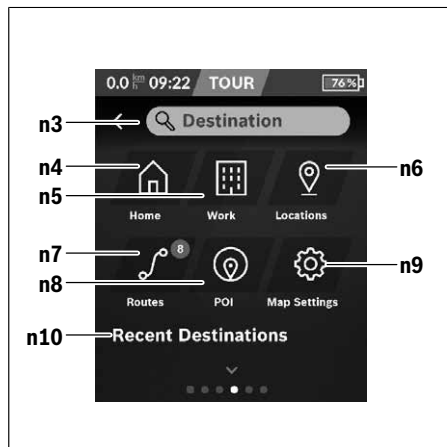 0.0 km/h 09:22 TOUR 76%
n3 Destination
n4 n6
n5
Home Work Locations
n7 8
n8 n9
Routes POI Map Settings
n10 Recent Destinations